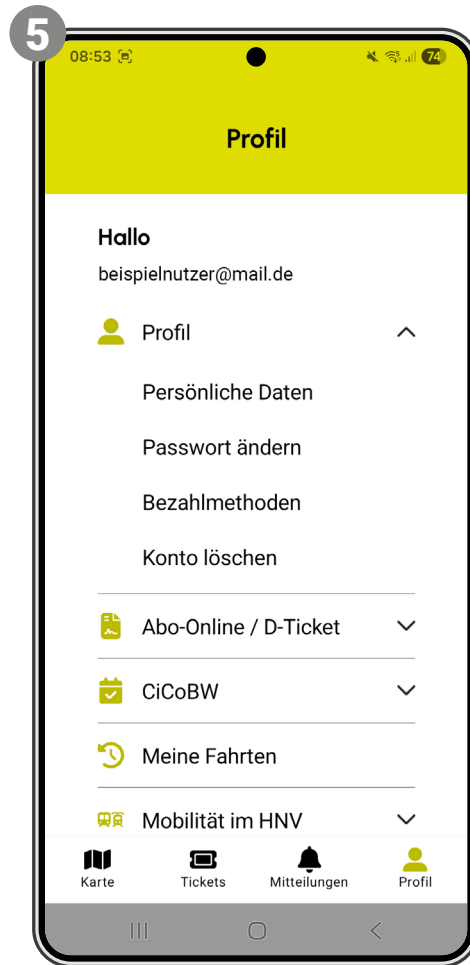 5
08:53
74
Profil
Hallo
beispielnutzer@mail.de
Profil
Persönliche Daten
Passwort ändern
Bezahlmethoden
Konto löschen
Abo-Online / D-Ticket
CiCoBW
Meine Fahrten
Mobilität im HNV
Karte Tickets Mitteilungen Profil